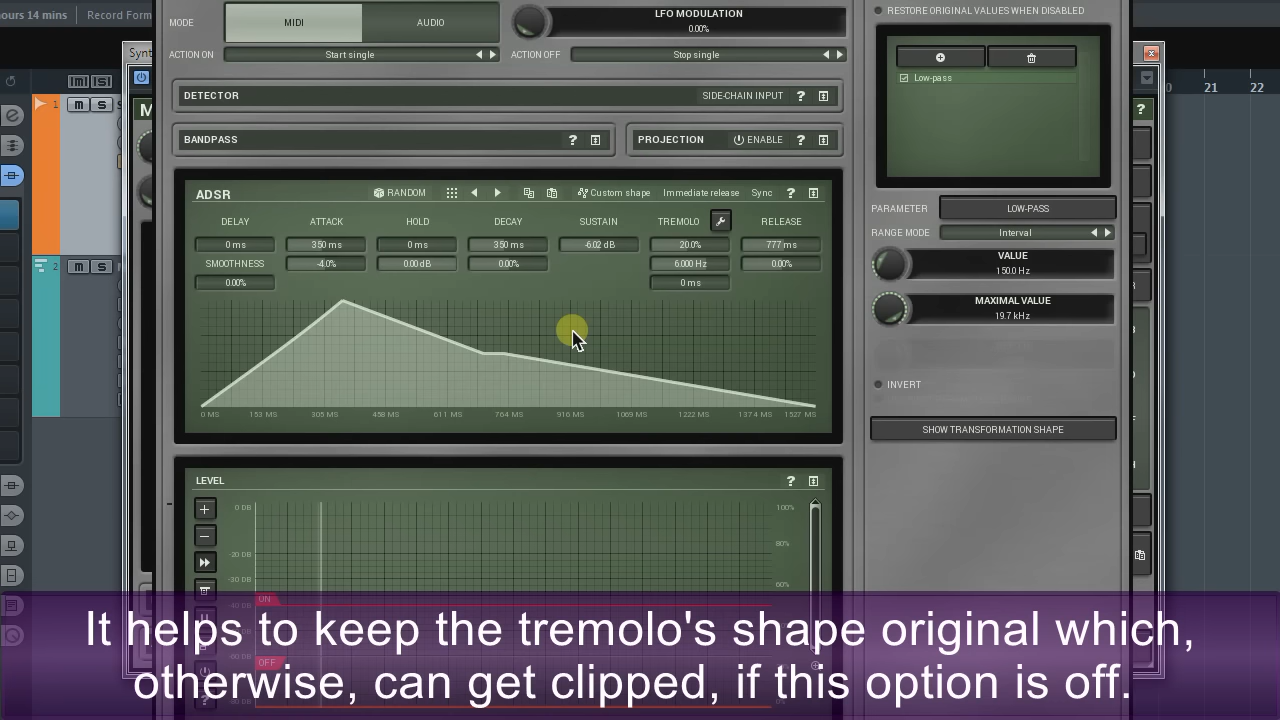 ours 14 mins
Record Form
Synt
M
MODE
MIDI
AUDIO
LFO MODULATION
0.00%
RESTORE ORIGINAL VALUES WHEN DISABLED
ACTION ON
Start single
ACTION OFF
Stop single
Low-pass
21
22
DETECTOR
SIDE-CHAIN INPUT ?
BANDPASS ?
PROJECTION
ENABLE ?
1 M S
2 M S
ADSR
RANDOM
Custom shape
Immediate release
Sync ?
DELAY
ATTACK
HOLD
DECAY
SUSTAIN
TREMOLO
RELEASE
0 ms
350 ms
0 ms
350 ms
-6.02 dB
20.0%
777 ms
SMOOTHNESS
-4.0%
0.00 dB
0.00%
6.000 Hz
0.00%
0.00%
0 ms
0 MS
153 MS
305 MS
458 MS
611 MS
764 MS
916 MS
1069 MS
1222 MS
1374 MS
1527 MS
PARAMETER
LOW-PASS
RANGE MODE
Interval
VALUE
150.0 Hz
MAXIMAL VALUE
19.7 kHz
INVERT
SHOW TRANSFORMATION SHAPE
LEVEL ?
0 DB
100%
80%
-20 DB
-30 DB
60%
ON
-40 DB
OFF
It helps to keep the tremolo's shape original which,
otherwise, can get clipped, if this option is off.